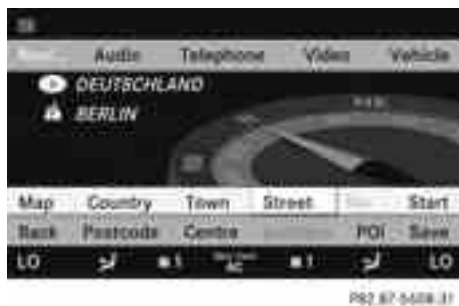 Audio Telephone Video Vehicle
DEUTSCHLAND
BERLIN
Map Country Town Street Start
Back Postcode Centre POI Save
LO LO
P82.87-5608-31